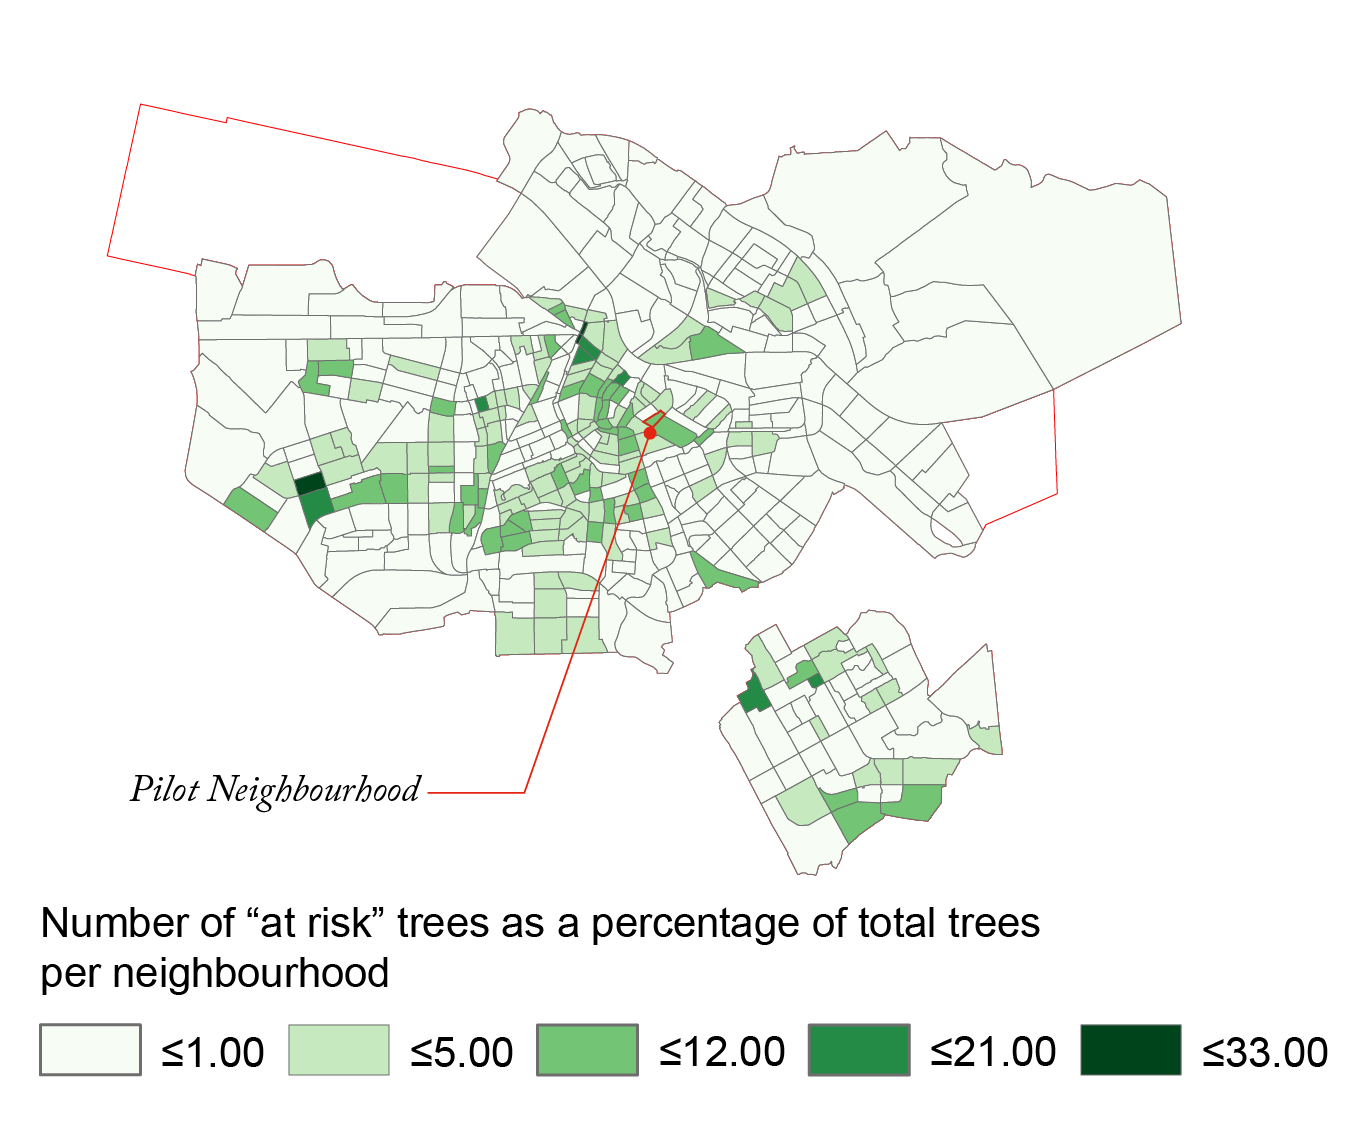 Pilot Neighbourhood
Number of “at risk” trees as a percentage of total trees
per neighbourhood
≤1.00 ≤5.00 ≤12.00 ≤21.00 ≤33.00